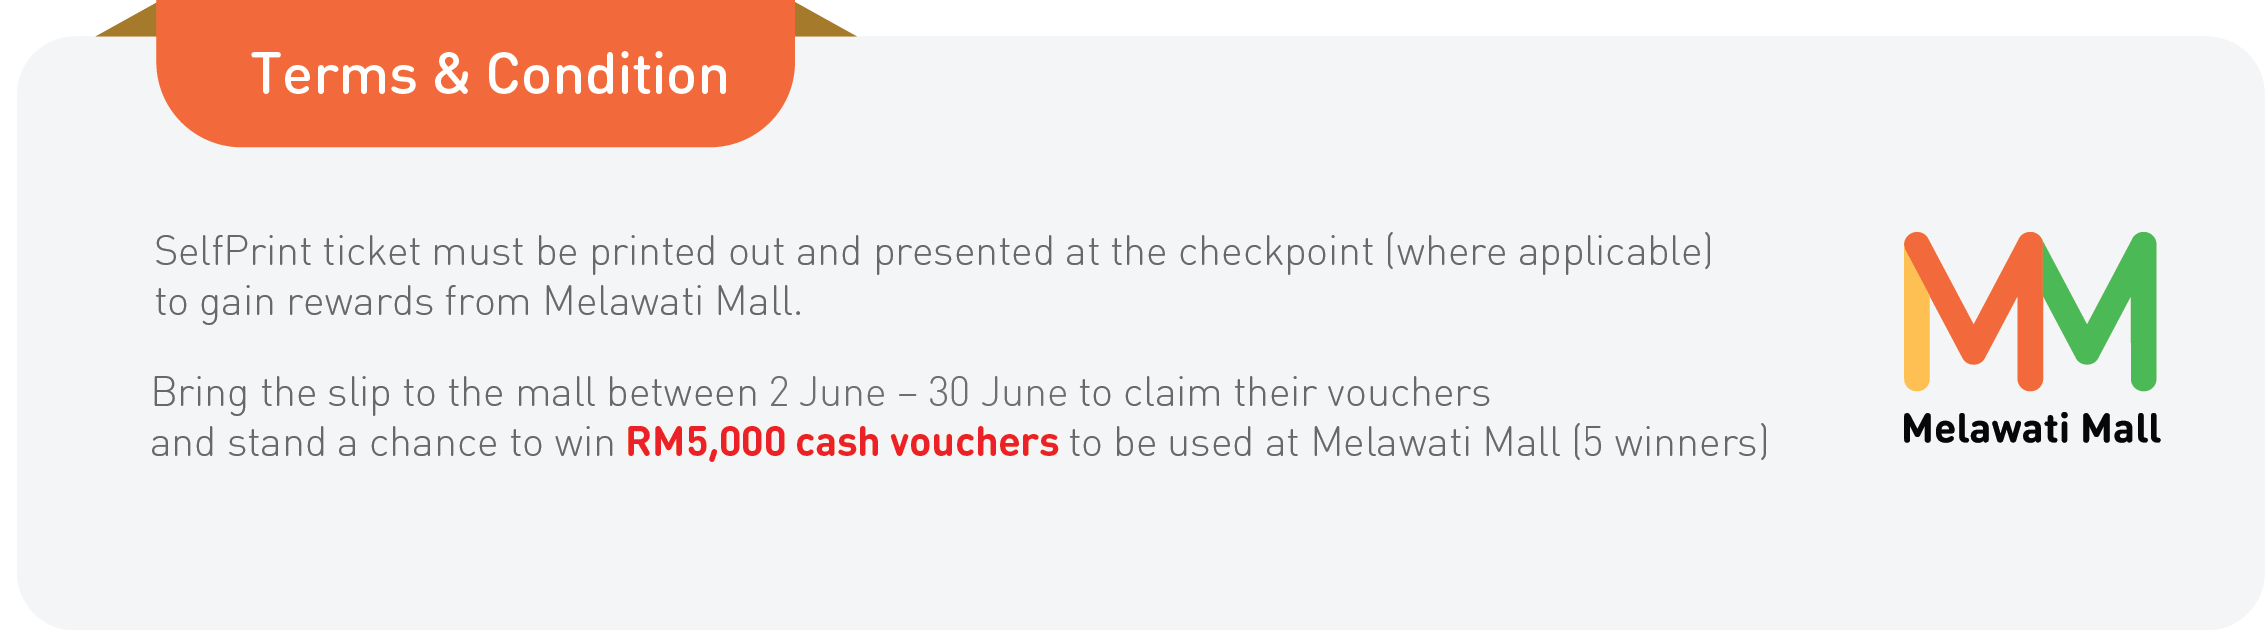 Terms & Condition
SelfPrint ticket must be printed out and presented at the checkpoint (where applicable)
to gain rewards from Melawati Mall.
Bring the slip to the mall between 2 June – 30 June to claim their vouchers
and stand a chance to win RM5,000 cash vouchers to be used at Melawati Mall (5 winners)
MM
Melawati Mall